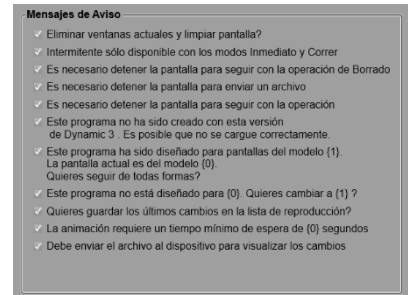 Mensajes de Aviso
Eliminar ventanas actuales y limpiar pantalla?
Intermitente sólo disponible con los modos Inmediato y Correr
Es necesario detener la pantalla para seguir con la operación de Borrado
Es necesario detener la pantalla para enviar un archivo
Es necesario detener la pantalla para seguir con la operación
Este programa no ha sido creado con esta versión
de Dynamic 3 . Es posible que no se cargue correctamente.
Este programa ha sido diseñado para pantallas del modelo {1}.
La pantalla actual es del modelo {0}.
Quieres seguir de todas formas?
Este programa no está diseñado para {0}. Quieres cambiar a {1} ?
Quieres guardar los últimos cambios en la lista de reproducción?
La animación requiere un tiempo mínimo de espera de {0} segundos
Debe enviar el archivo al dispositivo para visualizar los cambios